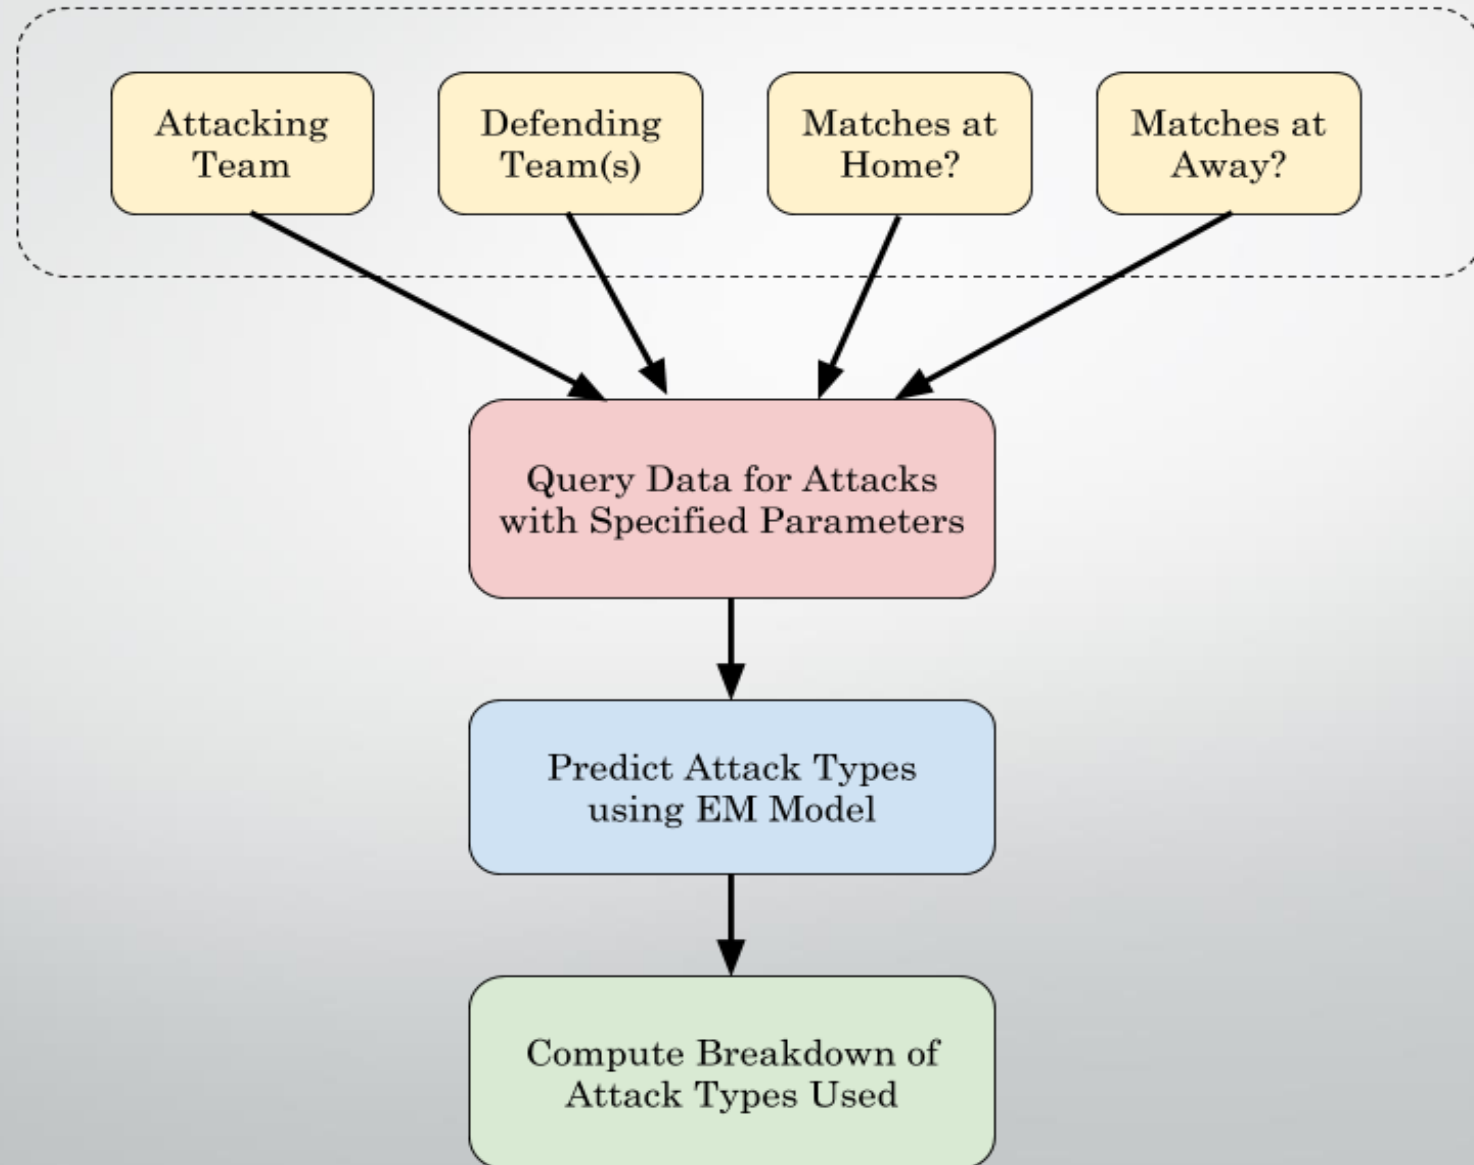 Attacking
Team
Defending
Team(s)
Matches at
Home?
Matches at
Away?
Query Data for Attacks
with Specified Parameters
Predict Attack Types
using EM Model
Compute Breakdown of
Attack Types Used